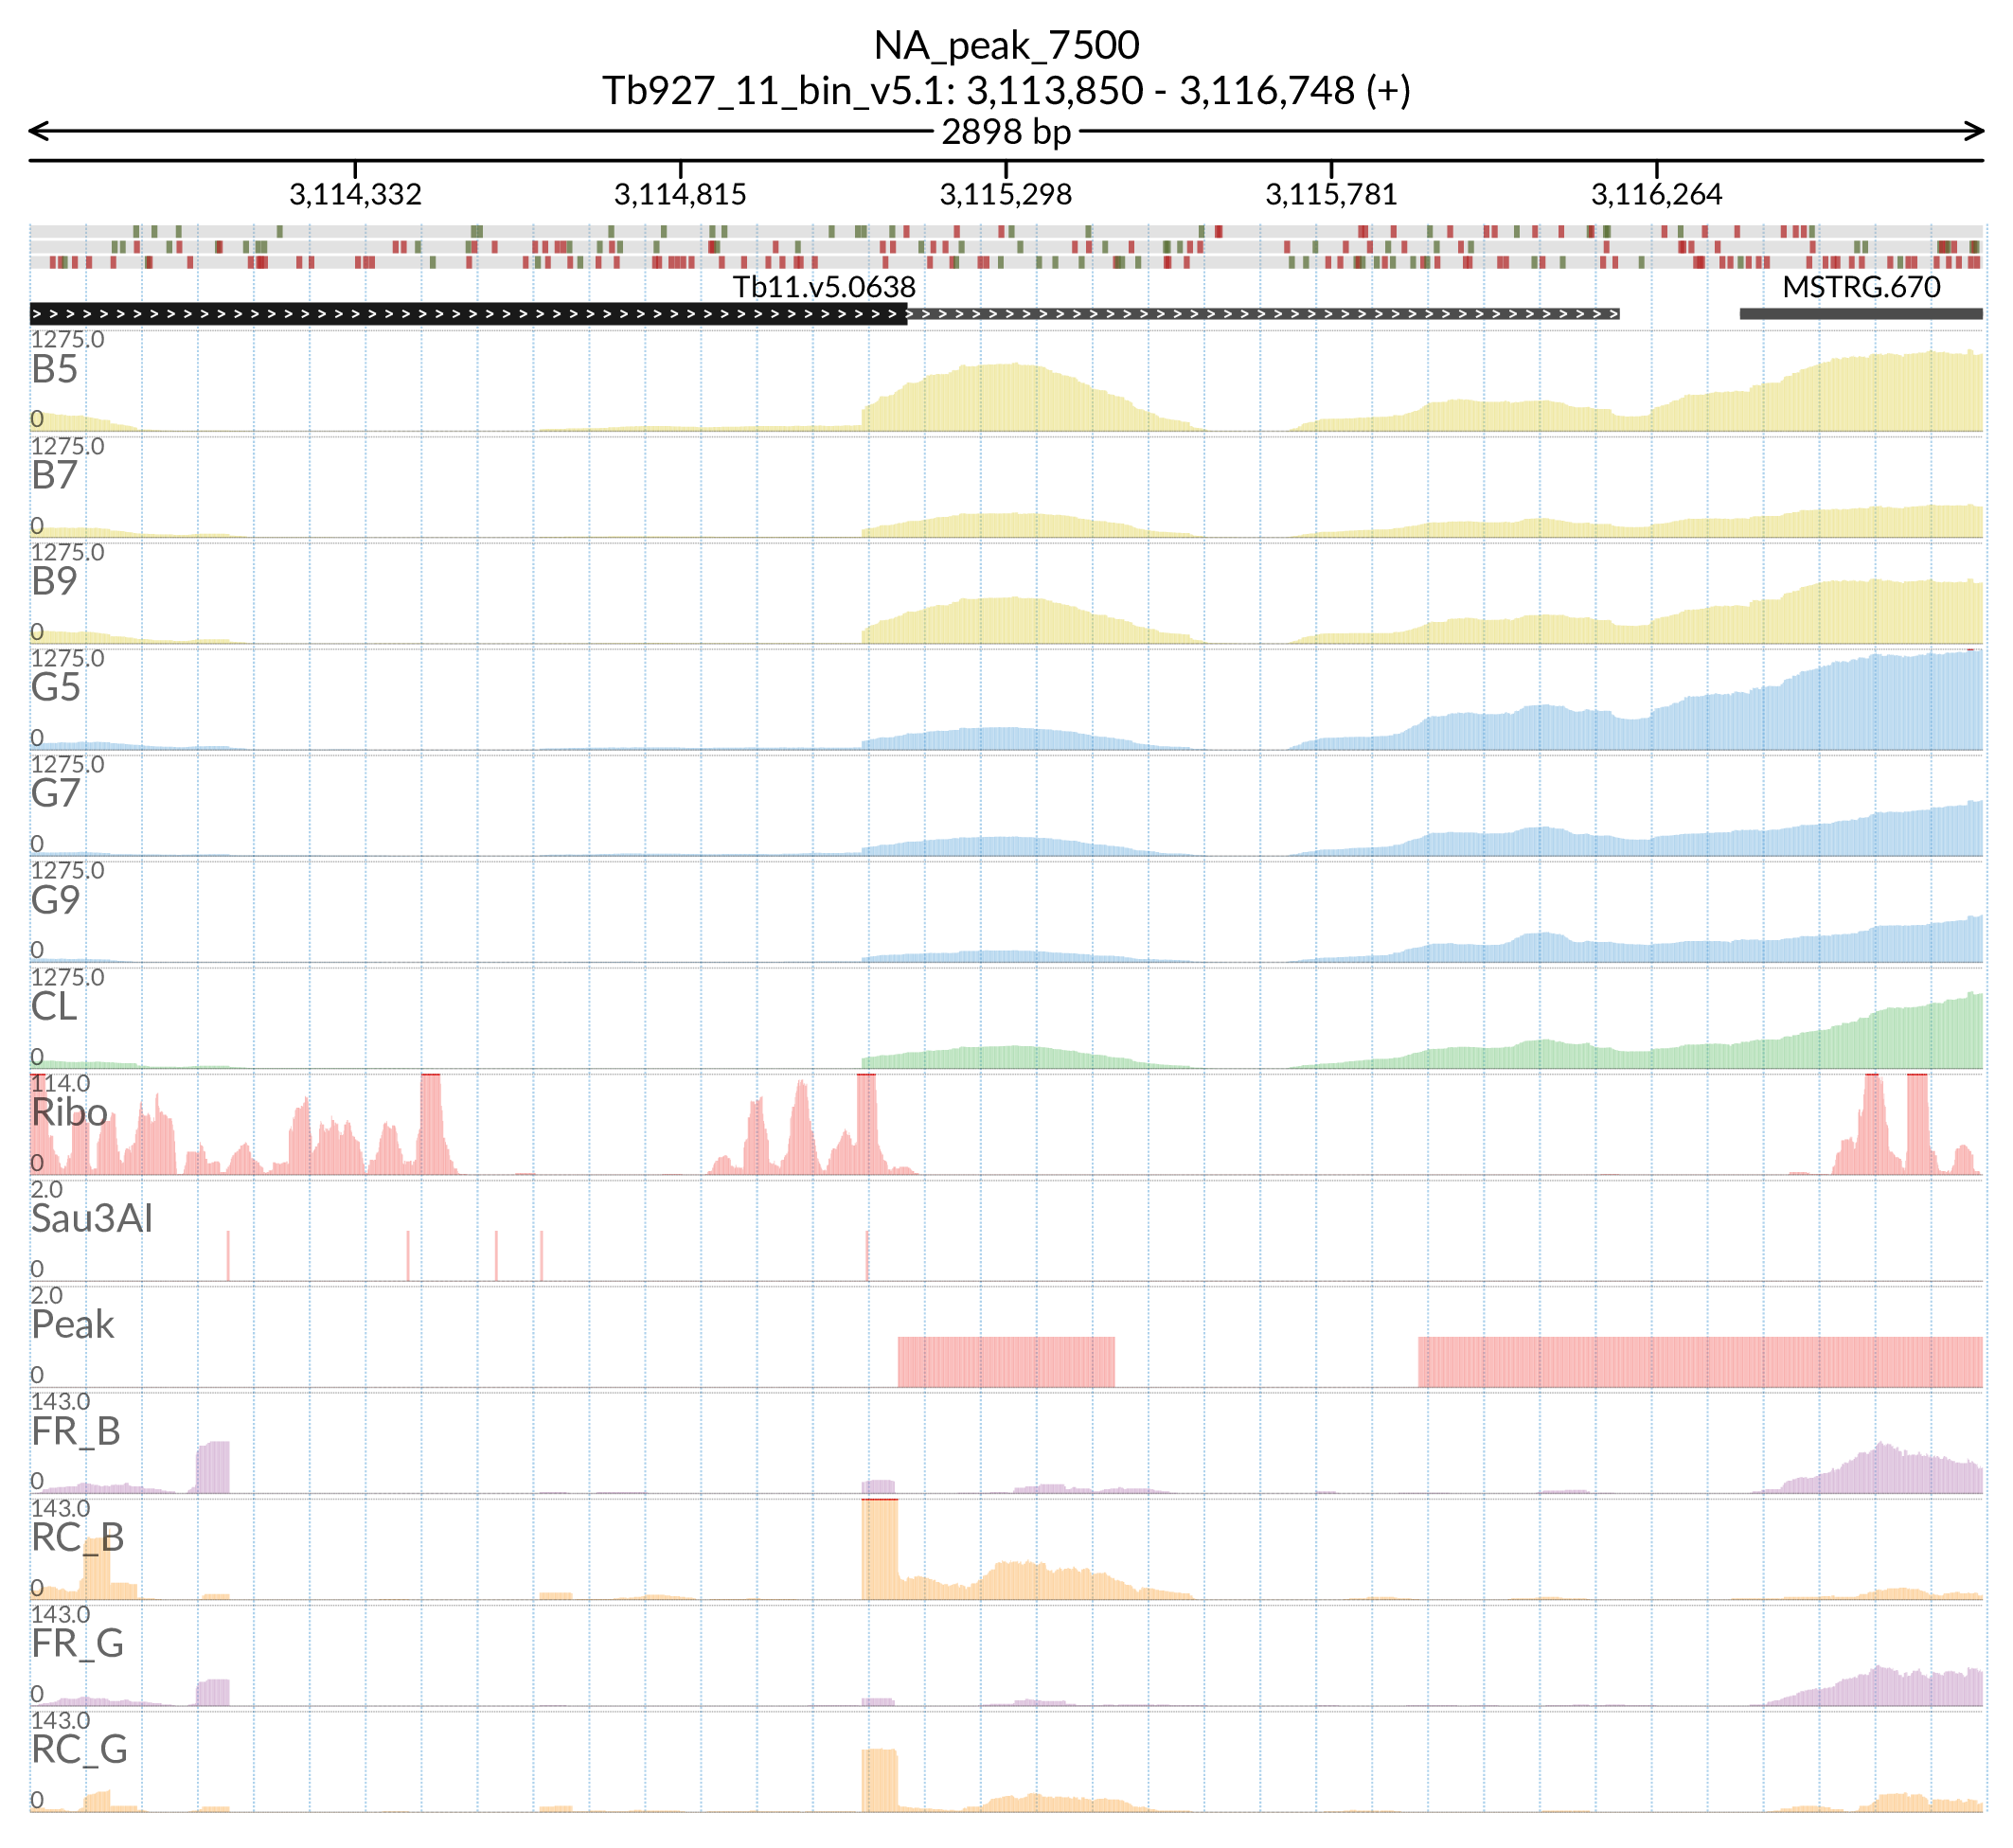 NA_peak_7500
Tb927_11_bin_v5.1: 3,113,850 - 3,116,748 (+)
2898 bp
3,114,332 3,114,815 3,115,298 3,115,781 3,116,264
Tb11.v5.0638 MSTRG.670
1275.0
B5
0
1275.0
B7
0
1275.0
B9
0
1275.0
G5
0
1275.0
G7
0
1275.0
G9
0
1275.0
CL
0
114.0
Ribo
0
2.0
Sau3AI
0
2.0
Peak
0
143.0
FR_B
0
143.0
RC_B
0
143.0
FR_G
0
143.0
RC_G
0